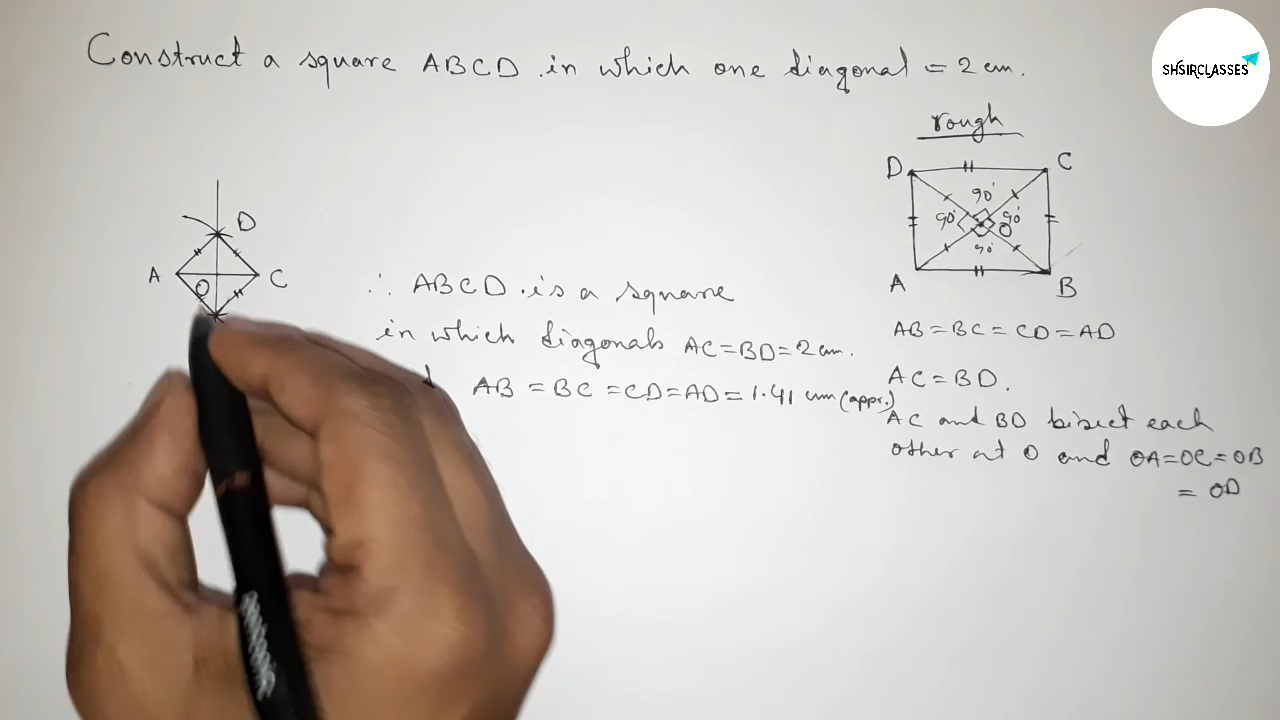 Construct a square ABCD in which one diagonal = 2 cm.
SHSIRCLASSES
rough
D C
90° 90° 90° 90° O
A B
D
A O C
∴ ABCD is a square
in which diagonals AC=BD=2cm.
AB = BC = CD = AD = 1.41 cm (appr.)
AB = BC = CD = AD
AC = BD.
AC and BD bisect each
other at O and OA=OC=OB
= OD